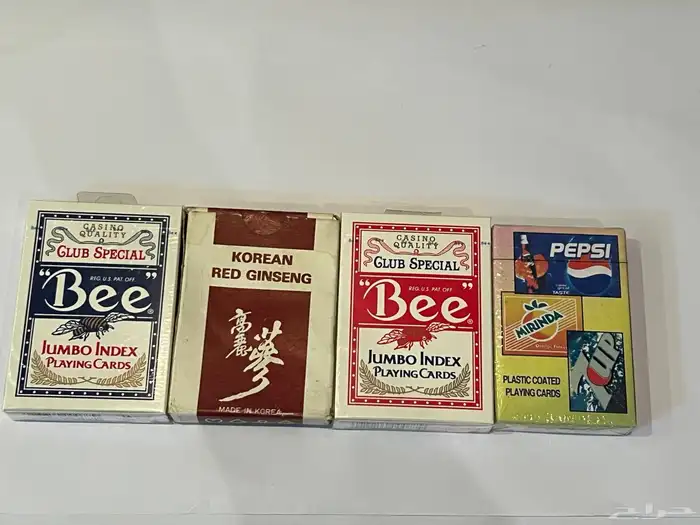 CASINO
QUALITY
CLUB SPECIAL
REG. U.S. PAT. OFF.
"Bee"®
JUMBO INDEX
PLAYING CARDS
KOREAN
RED GINSENG
高麗
蔘
MADE IN KOREA
CASINO
QUALITY
CLUB SPECIAL
REG. U.S. PAT. OFF.
"Bee"®
JUMBO INDEX
PLAYING CARDS
PEPSI
TASTE
MIRINDA
7UP
PLASTIC COATED
PLAYING CARDS
حراج